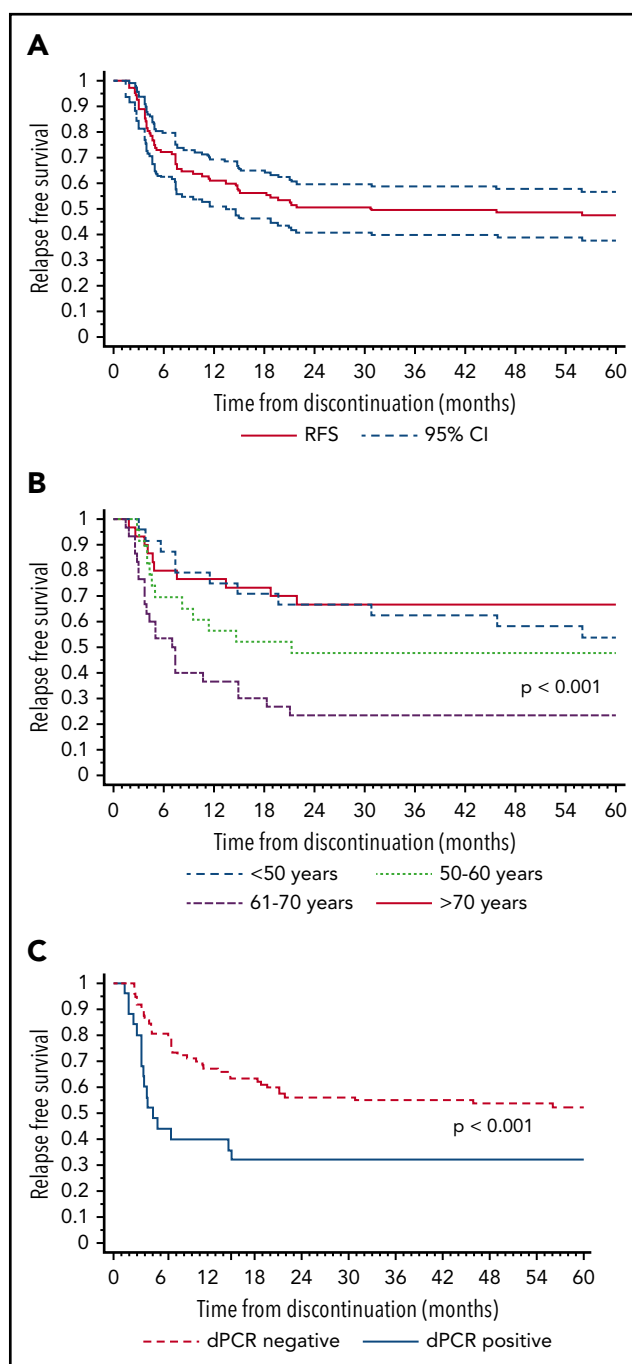 A
1
0.9
0.8
0.7
0.6
0.5
0.4
0.3
0.2
0.1
0
Relapse free survival
0 6 12 18 24 30 36 42 48 54 60
Time from discontinuation (months)
RFS 95% CI
B
1
0.9
0.8
0.7
0.6
0.5
0.4
0.3
0.2
0.1
0
Relapse free survival
p < 0.001
0 6 12 18 24 30 36 42 48 54 60
Time from discontinuation (months)
<50 years 50-60 years
61-70 years >70 years
C
1
0.9
0.8
0.7
0.6
0.5
0.4
0.3
0.2
0.1
0
Relapse free survival
p < 0.001
0 6 12 18 24 30 36 42 48 54 60
Time from discontinuation (months)
dPCR negative dPCR positive